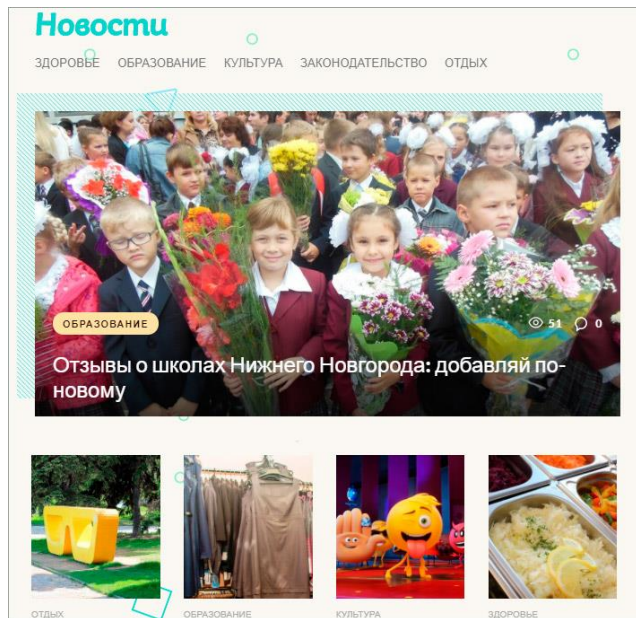 Новости
ЗДОРОВЬЕ ОБРАЗОВАНИЕ КУЛЬТУРА ЗАКОНОДАТЕЛЬСТВО ОТДЫХ
ОБРАЗОВАНИЕ 51 0
Отзывы о школах Нижнего Новгорода: добавляй по-
новому
ОТДЫХ ОБРАЗОВАНИЕ КУЛЬТУРА ЗДОРОВЬЕ